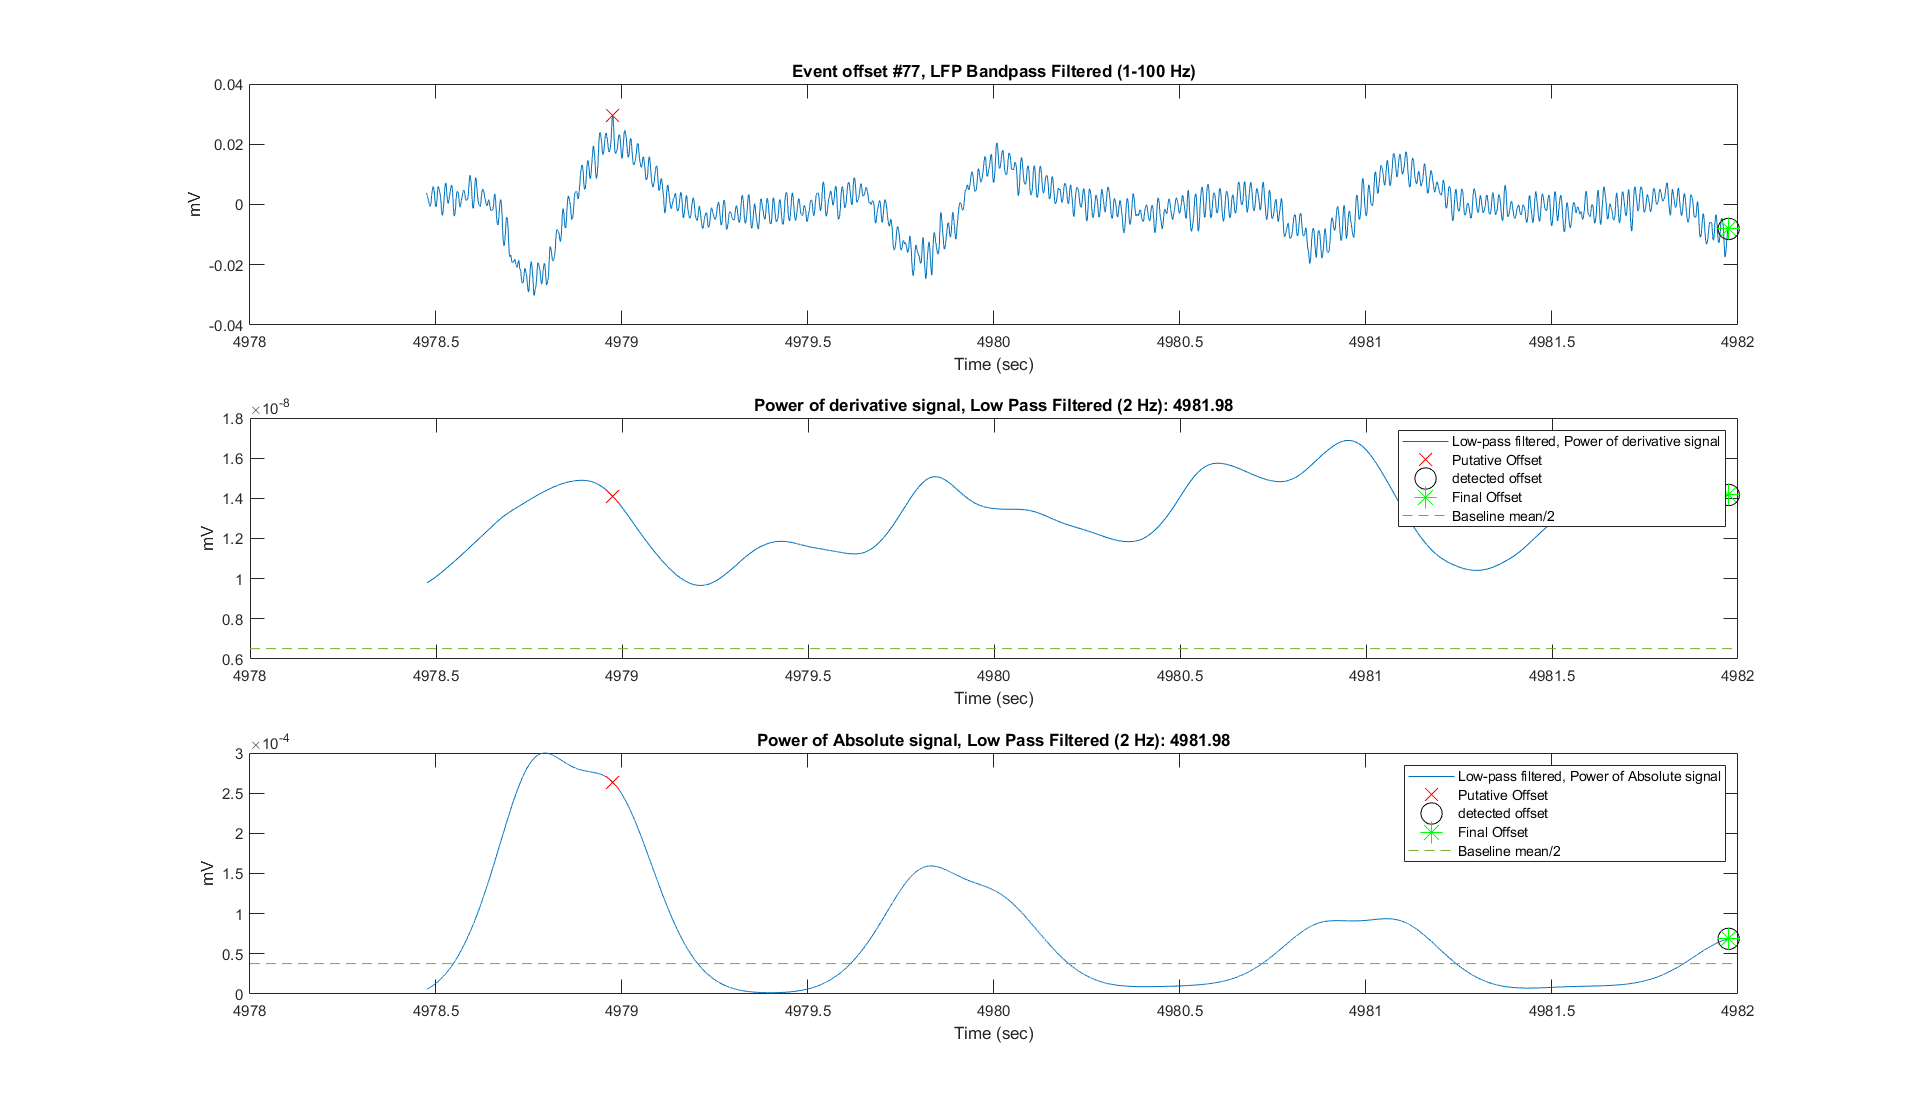 Event offset #77, LFP Bandpass Filtered (1-100 Hz)
0.04
0.02
0
-0.02
-0.04
mV
4978 4978.5 4979 4979.5 4980 4980.5 4981 4981.5 4982
Time (sec)
Power of derivative signal, Low Pass Filtered (2 Hz): 4981.98
×10-8
1.8
1.6
1.4
1.2
1
0.8
0.6
mV
Low-pass filtered, Power of derivative signal
Putative Offset
detected offset
Final Offset
Baseline mean/2
4978 4978.5 4979 4979.5 4980 4980.5 4981 4981.5 4982
Time (sec)
Power of Absolute signal, Low Pass Filtered (2 Hz): 4981.98
×10-4
3
2.5
2
1.5
1
0.5
0
mV
Low-pass filtered, Power of Absolute signal
Putative Offset
detected offset
Final Offset
Baseline mean/2
4978 4978.5 4979 4979.5 4980 4980.5 4981 4981.5 4982
Time (sec)